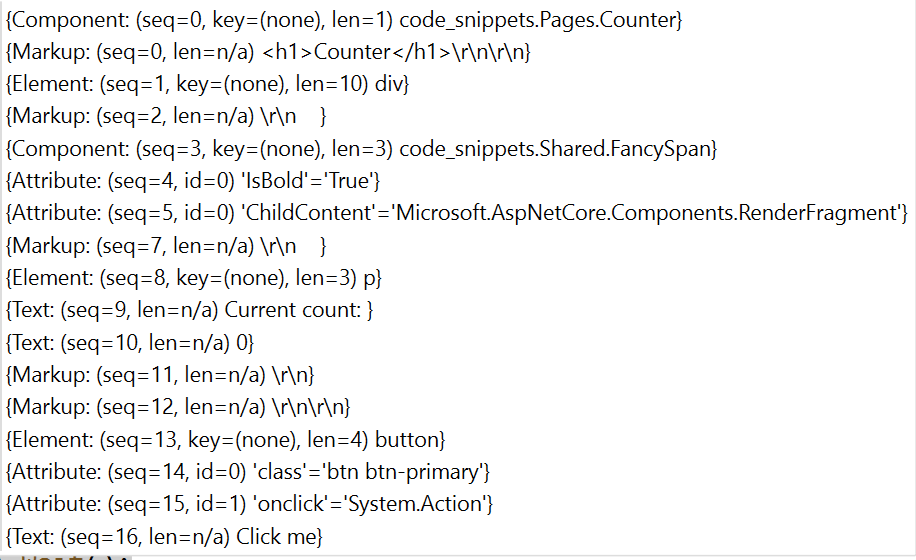 {Component: (seq=0, key=(none), len=1) code_snippets.Pages.Counter}
{Markup: (seq=0, len=n/a) <h1>Counter</h1>\r\n\r\n}
{Element: (seq=1, key=(none), len=10) div}
{Markup: (seq=2, len=n/a) \r\n    }
{Component: (seq=3, key=(none), len=3) code_snippets.Shared.FancySpan}
{Attribute: (seq=4, id=0) 'IsBold'='True'}
{Attribute: (seq=5, id=0) 'ChildContent'='Microsoft.AspNetCore.Components.RenderFragment'}
{Markup: (seq=7, len=n/a) \r\n    }
{Element: (seq=8, key=(none), len=3) p}
{Text: (seq=9, len=n/a) Current count: }
{Text: (seq=10, len=n/a) 0}
{Markup: (seq=11, len=n/a) \r\n}
{Markup: (seq=12, len=n/a) \r\n\r\n}
{Element: (seq=13, key=(none), len=4) button}
{Attribute: (seq=14, id=0) 'class'='btn btn-primary'}
{Attribute: (seq=15, id=1) 'onclick'='System.Action'}
{Text: (seq=16, len=n/a) Click me}